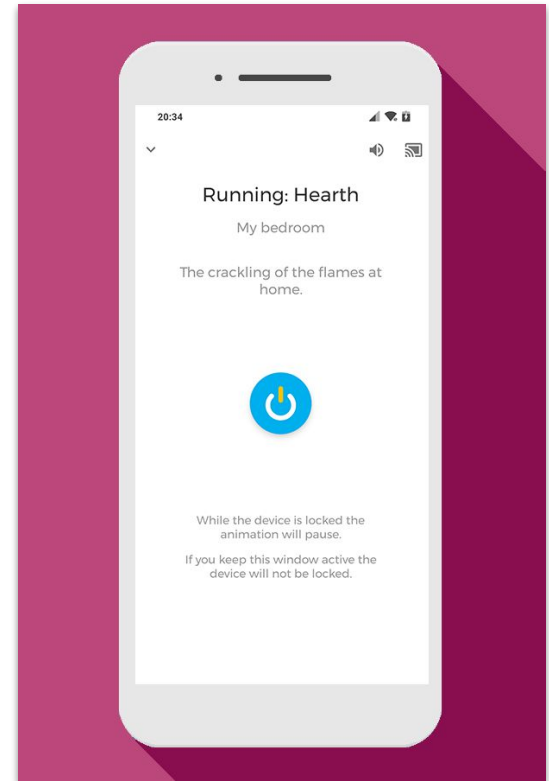 20:34
Running: Hearth
My bedroom
The crackling of the flames at
home.
While the device is locked the
animation will pause.
If you keep this window active the
device will not be locked.